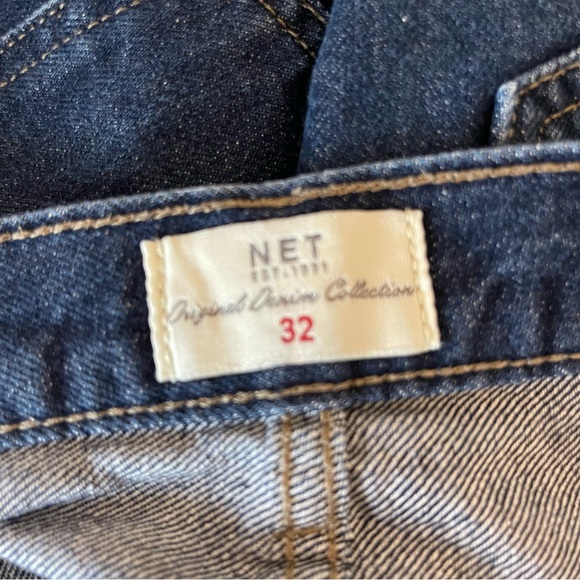 NET
EST-1991
Original Denim Collection
32